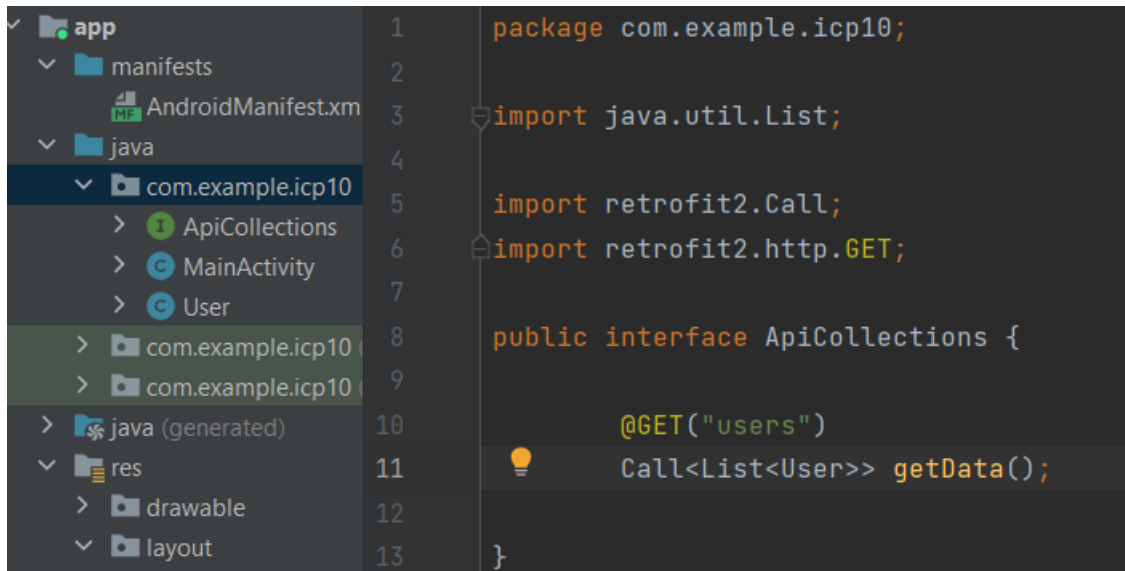 app
manifests
MF
AndroidManifest.xm
java
com.example.icp10
I ApiCollections
C MainActivity
C User
com.example.icp10 (
com.example.icp10 (
java (generated)
res
drawable
layout
1 package com.example.icp10;
2
3 import java.util.List;
4
5 import retrofit2.Call;
6 import retrofit2.http.GET;
7
8 public interface ApiCollections {
9
10 @GET("users")
11 Call<List<User>> getData();
12
13 }